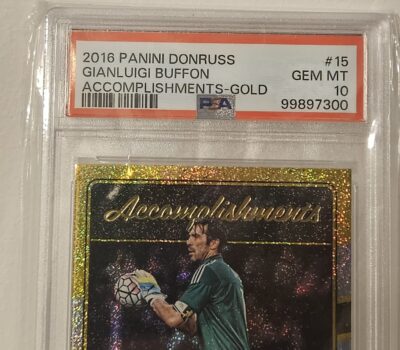 2016 PANINI DONRUSS #15
GIANLUIGI BUFFON GEM MT
ACCOMPLISHMENTS-GOLD 10
PSA 99897300
Accomplishments